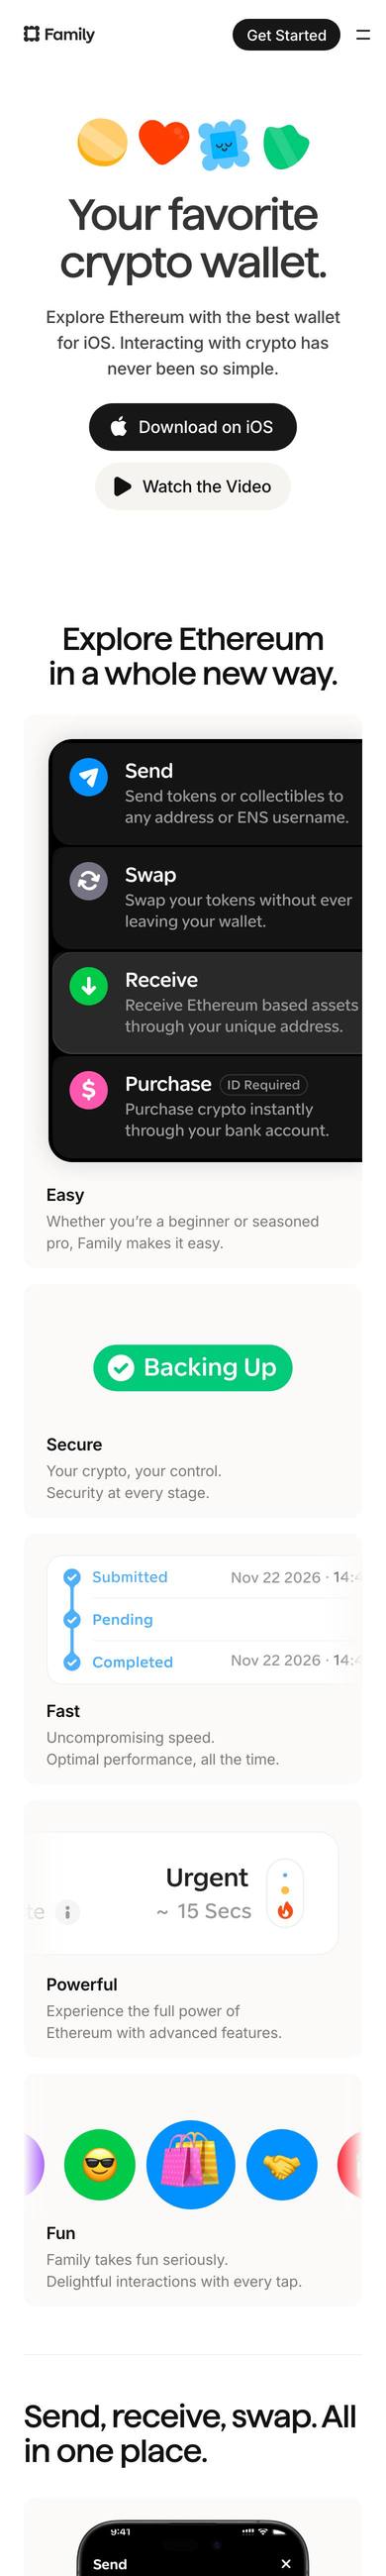 Family
Get Started
Your favorite
crypto wallet.
Explore Ethereum with the best wallet
for iOS. Interacting with crypto has
never been so simple.
Download on iOS
Watch the Video
Explore Ethereum
in a whole new way.
Send
Send tokens or collectibles to
any address or ENS username.
Swap
Swap your tokens without ever
leaving your wallet.
Receive
Receive Ethereum based assets
through your unique address.
Purchase ID Required
Purchase crypto instantly
through your bank account.
Easy
Whether you’re a beginner or seasoned
pro, Family makes it easy.
Backing Up
Secure
Your crypto, your control.
Security at every stage.
Submitted Nov 22 2026 · 14:4
Pending
Completed Nov 22 2026 · 14:4
Fast
Uncompromising speed.
Optimal performance, all the time.
Urgent
te ~ 15 Secs
Powerful
Experience the full power of
Ethereum with advanced features.
Fun
Family takes fun seriously.
Delightful interactions with every tap.
Send, receive, swap. All
in one place.
9:41
Send